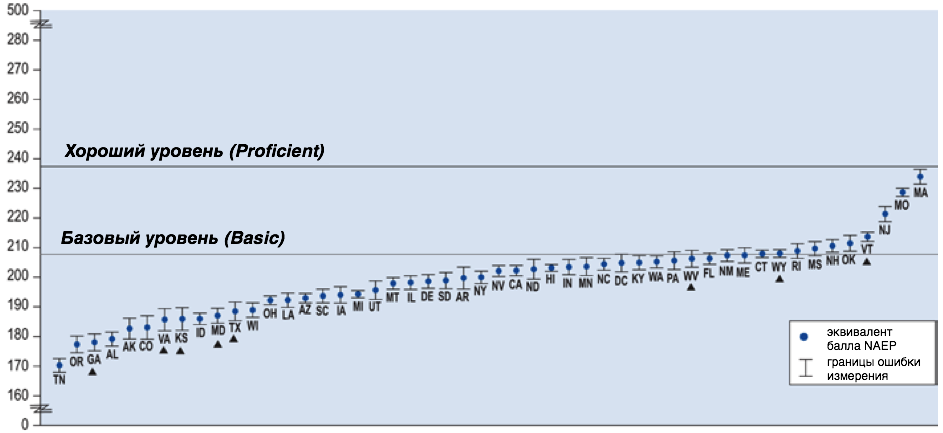 500
280
270
260
250
240
230
220
210
200
190
180
170
160
0
Хороший уровень (Proficient)
Базовый уровень (Basic)
TN OR GA AL AK CO VA KS ID MD TX WI OH LA AZ SC IA MI UT MT IL DE SD AR NY NV CA ND HI IN MN NC DC KY WA PA WV FL NM ME CT WY RI MS NH OK VT NJ MO MA
эквивалент
балла NAEP
границы ошибки
измерения